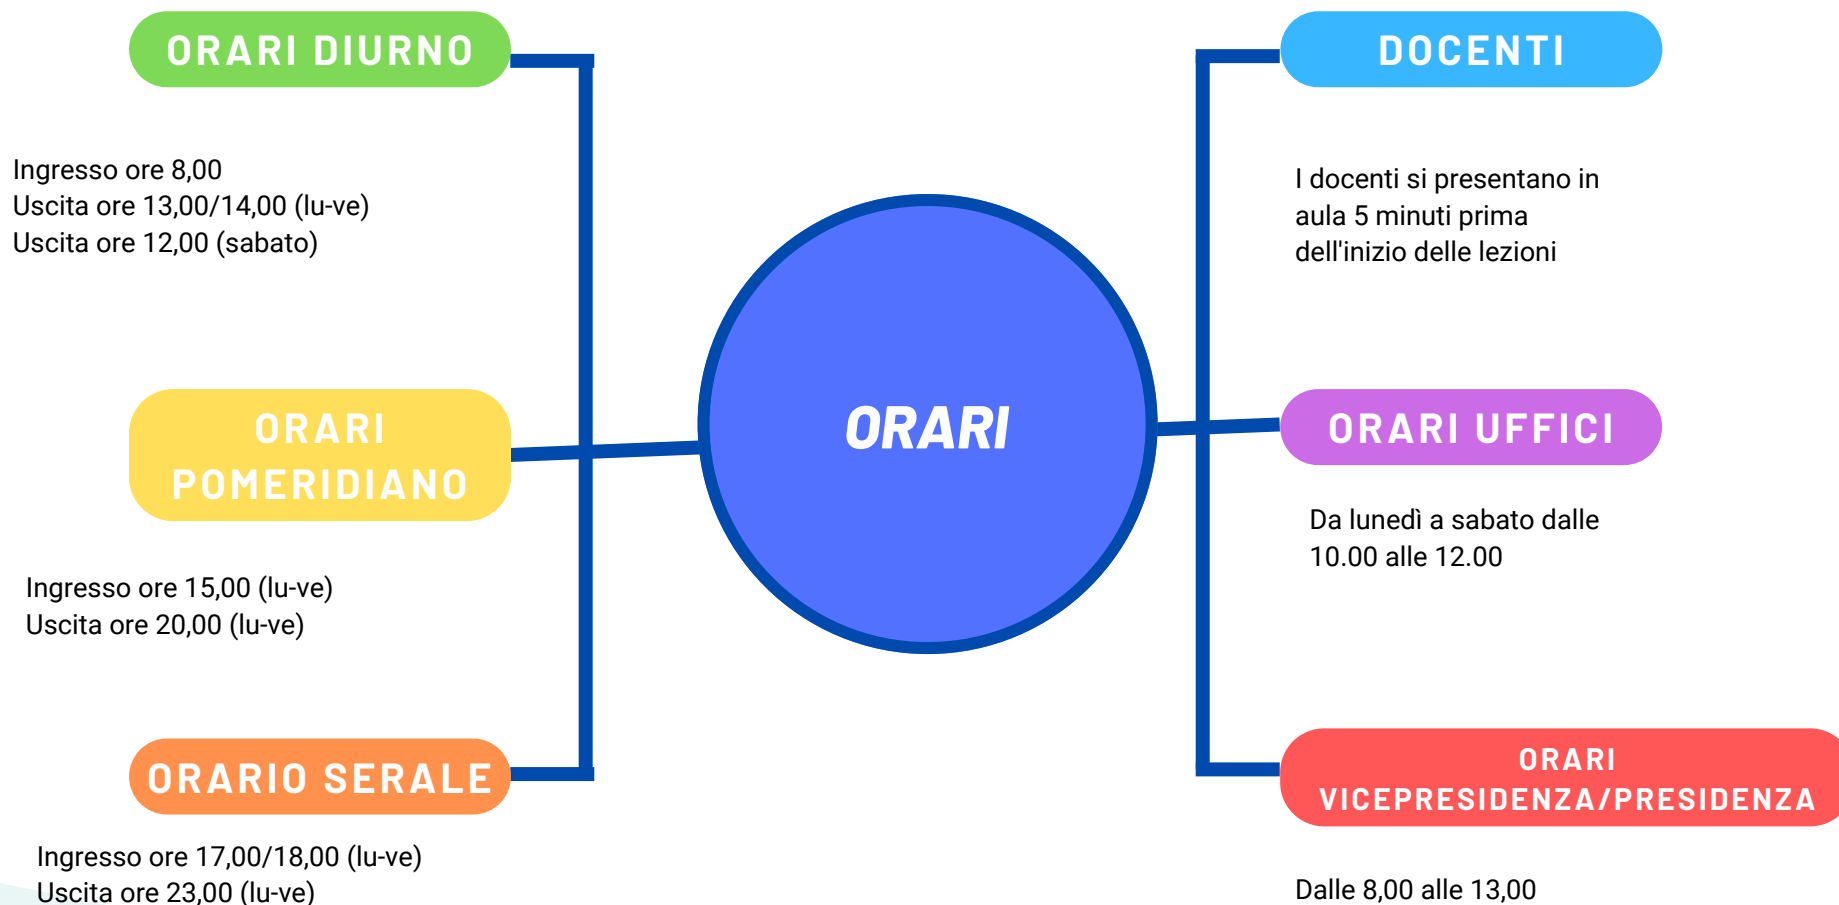 ORARI DIURNO
Ingresso ore 8,00
Uscita ore 13,00/14,00 (lu-ve)
Uscita ore 12,00 (sabato)
ORARI
POMERIDIANO
Ingresso ore 15,00 (lu-ve)
Uscita ore 20,00 (lu-ve)
ORARIO SERALE
Ingresso ore 17,00/18,00 (lu-ve)
Uscita ore 23,00 (lu-ve)
ORARI
DOCENTI
I docenti si presentano in
aula 5 minuti prima
dell'inizio delle lezioni
ORARI UFFICI
Da lunedì a sabato dalle
10.00 alle 12.00
ORARI
VICEPRESIDENZA/PRESIDENZA
Dalle 8,00 alle 13,00